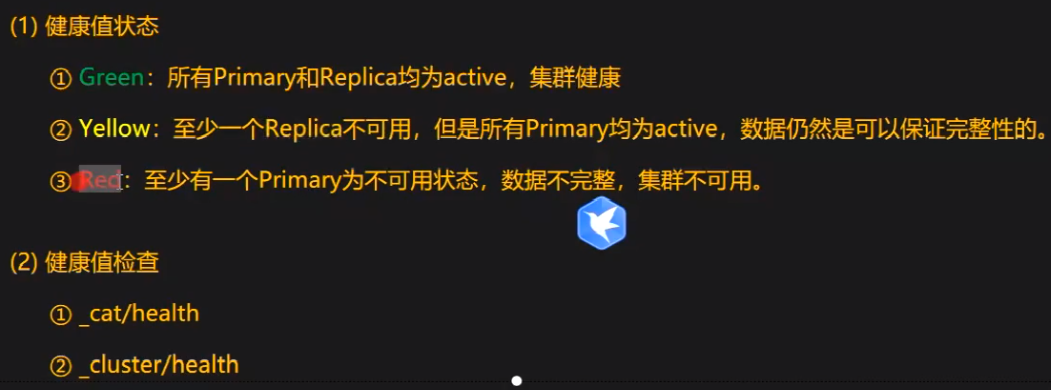 (1) 健康值状态
① Green：所有Primary和Replica均为active，集群健康
② Yellow：至少一个Replica不可用，但是所有Primary均为active，数据仍然是可以保证完整性的。
③ Red：至少有一个Primary为不可用状态，数据不完整，集群不可用。
(2) 健康值检查
① _cat/health
② _cluster/health